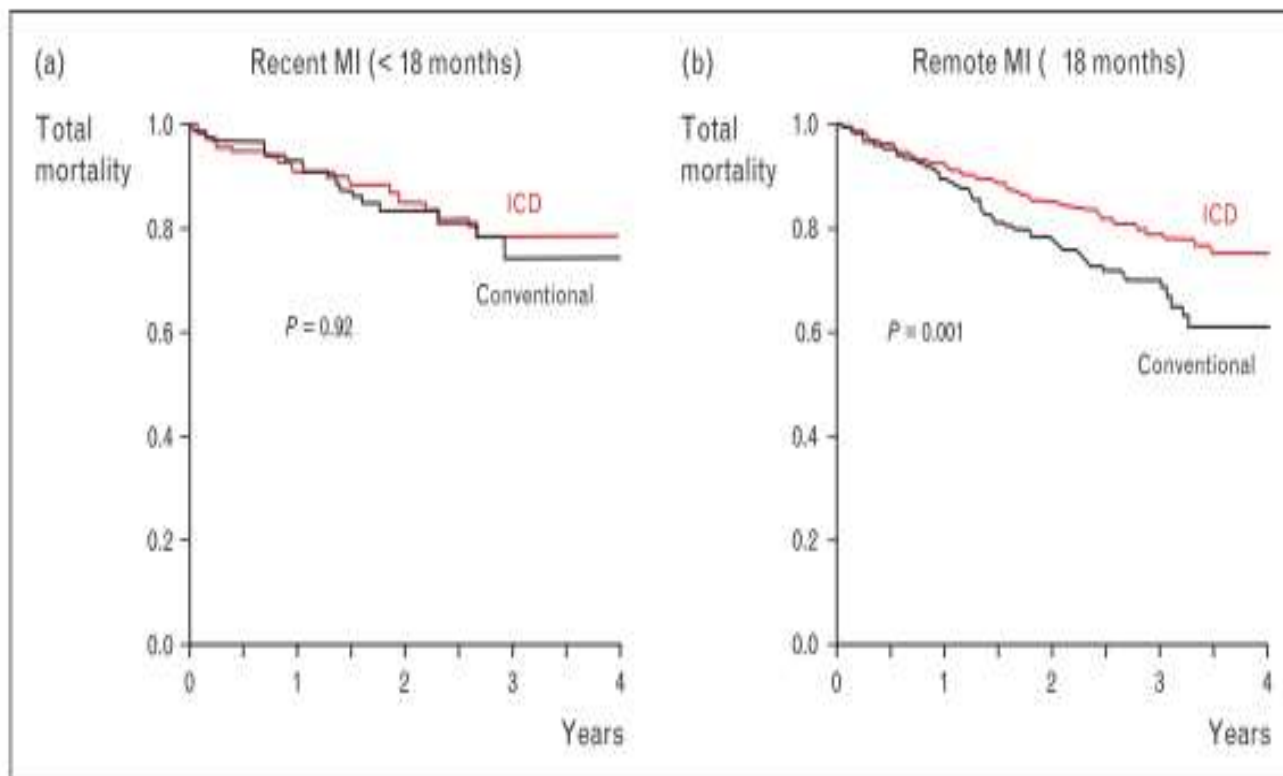 (a) Recent MI (< 18 months)
Total
mortality
1.0
0.8
0.6
0.4
0.2
0.0
ICD
Conventional
P = 0.92
0 1 2 3 4
Years
(b) Remote MI ( 18 months)
Total
mortality
1.0
0.8
0.6
0.4
0.2
0.0
ICD
P = 0.001
Conventional
0 1 2 3 4
Years